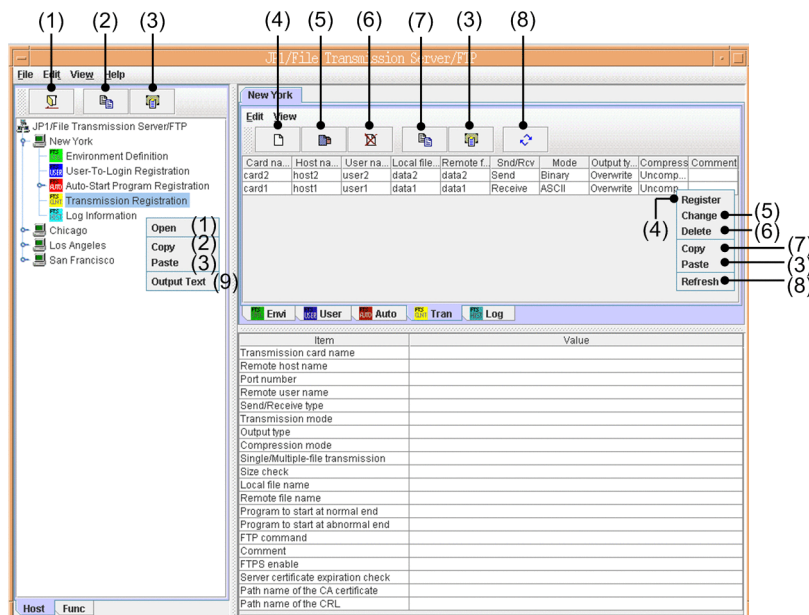 (1) (2) (3) (4) (5) (6) (7) (3) (8)
JP1/File Transmission Server/FTP
File Edit View Help
New York
Edit View
JP1/File Transmission Server/FTP
New York
Environment Definition
User-To-Login Registration
Auto-Start Program Registration
Transmission Registration
Log Information
Chicago
Los Angeles
San Francisco
Open (1)
Copy (2)
Paste (3)
Output Text (9)
Card na... Host na... User na... Local file... Remote f... Snd/Rcv Mode Output ty... Compress Comment
card2 host2 user2 data2 data2 Send Binary Overwrite Uncomp...
card1 host1 user1 data1 data1 Receive ASCII Overwrite Uncomp
Register (4)
Change (5)
Delete (6)
Copy (7)
Paste (3)
Refresh (8)
Envi User Auto Tran Log
Item Value
Transmission card name
Remote host name
Port number
Remote user name
Send/Receive type
Transmission mode
Output type
Compression mode
Single/Multiple-file transmission
Size check
Local file name
Remote file name
Program to start at normal end
Program to start at abnormal end
FTP command
Comment
FTPS enable
Server certificate expiration check
Path name of the CA certificate
Path name of the CRL
Host Func